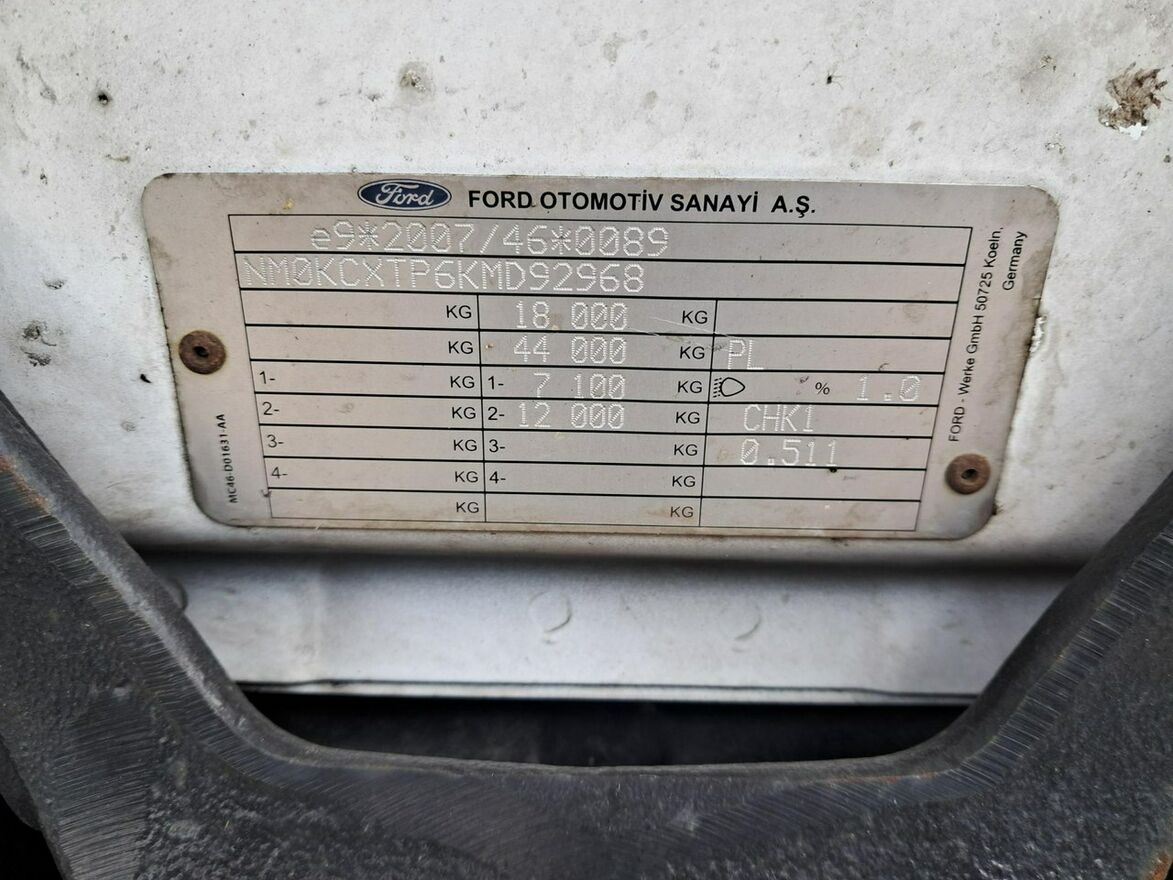 Ford FORD OTOMOTİV SANAYİ A.Ş.
e9*2007/46*0089
NM0KCXTP6KMD92968
KG 18 000 KG
KG 44 000 KG PL
1- KG 1- 7 100 KG % 1.0
2- KG 2- 12 000 KG CHK1
3- KG 3- KG 0.511
4- KG 4- KG
KG KG
MC46-D01631-AA
FORD - Werke GmbH 50725 Koeln,
Germany